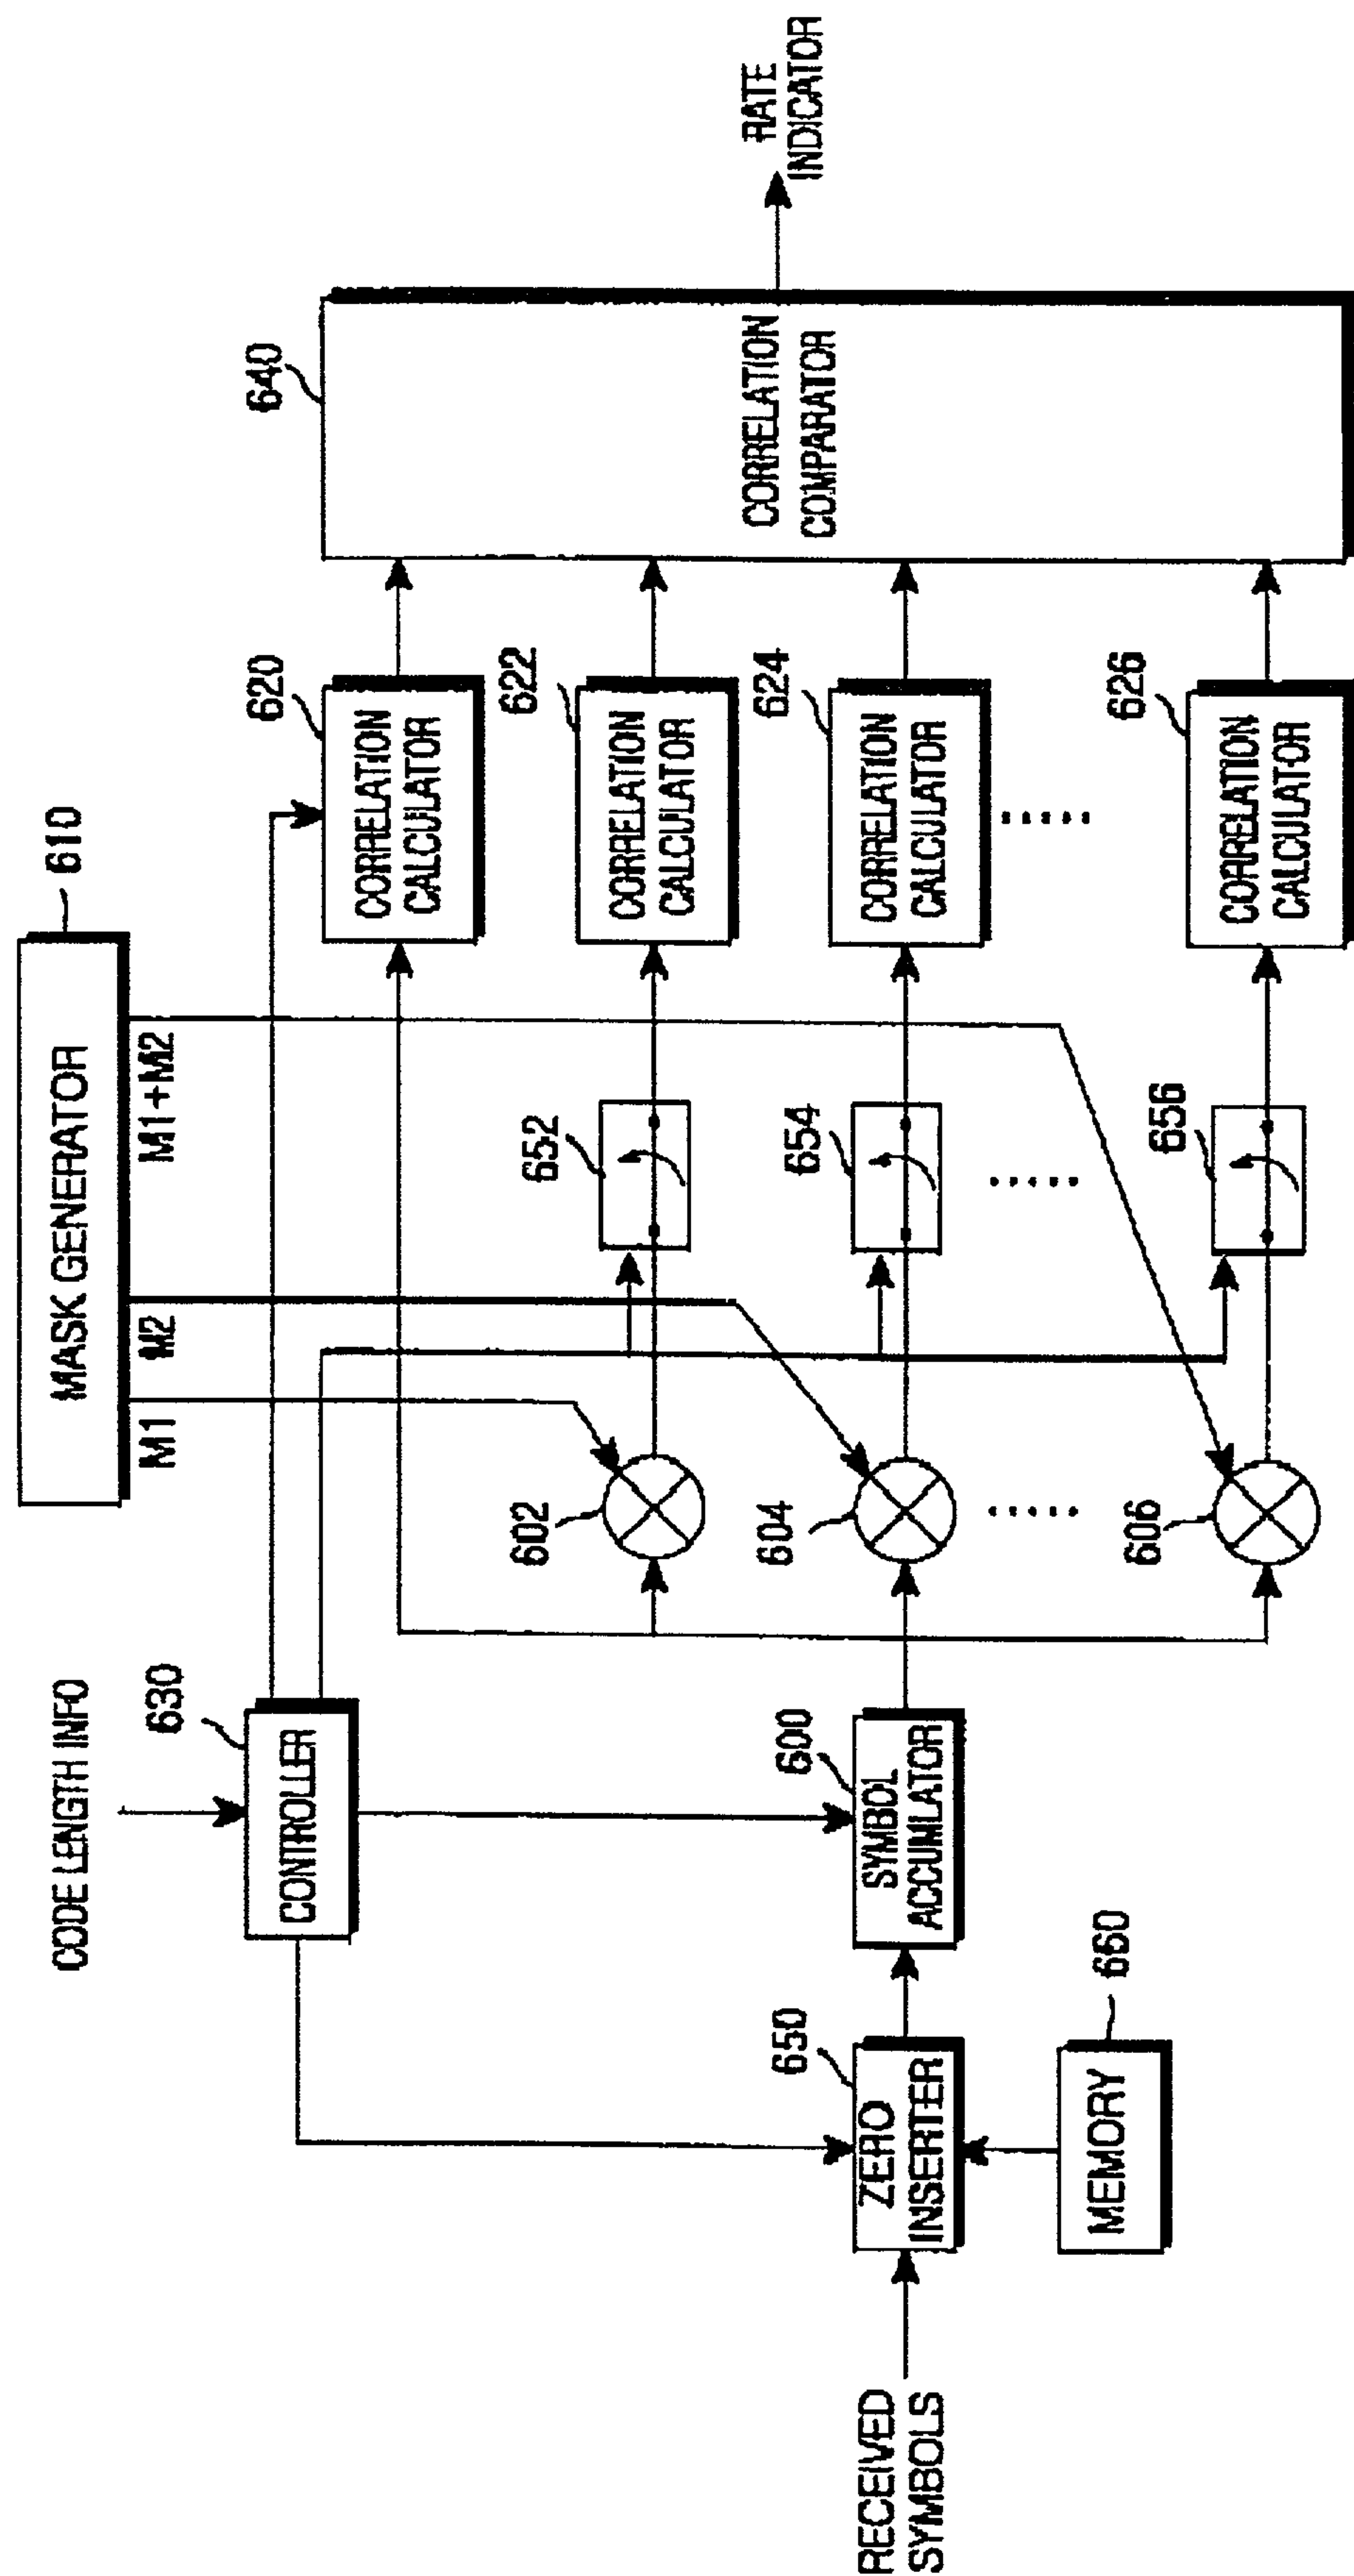 MASK GENERATOR
610
M1
M2
M1+M2
CODE LENGTH INFO
630
CONTROLLER
620
CORRELATION
CALCULATOR
640
CORRELATION
COMPARATOR
RATE
INDICATOR
602
652
622
CORRELATION
CALCULATOR
RECEIVED
SYMBOLS
650
ZERO
INSERTER
600
SYMBOL
ACCUMLATOR
604
654
624
CORRELATION
CALCULATOR
660
MEMORY
606
656
626
CORRELATION
CALCULATOR